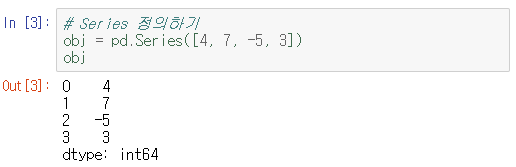 In [3]: # Series 정의하기
obj = pd.Series([4, 7, -5, 3])
obj
Out[3]: 0 4
1 7
2 -5
3 3
dtype: int64